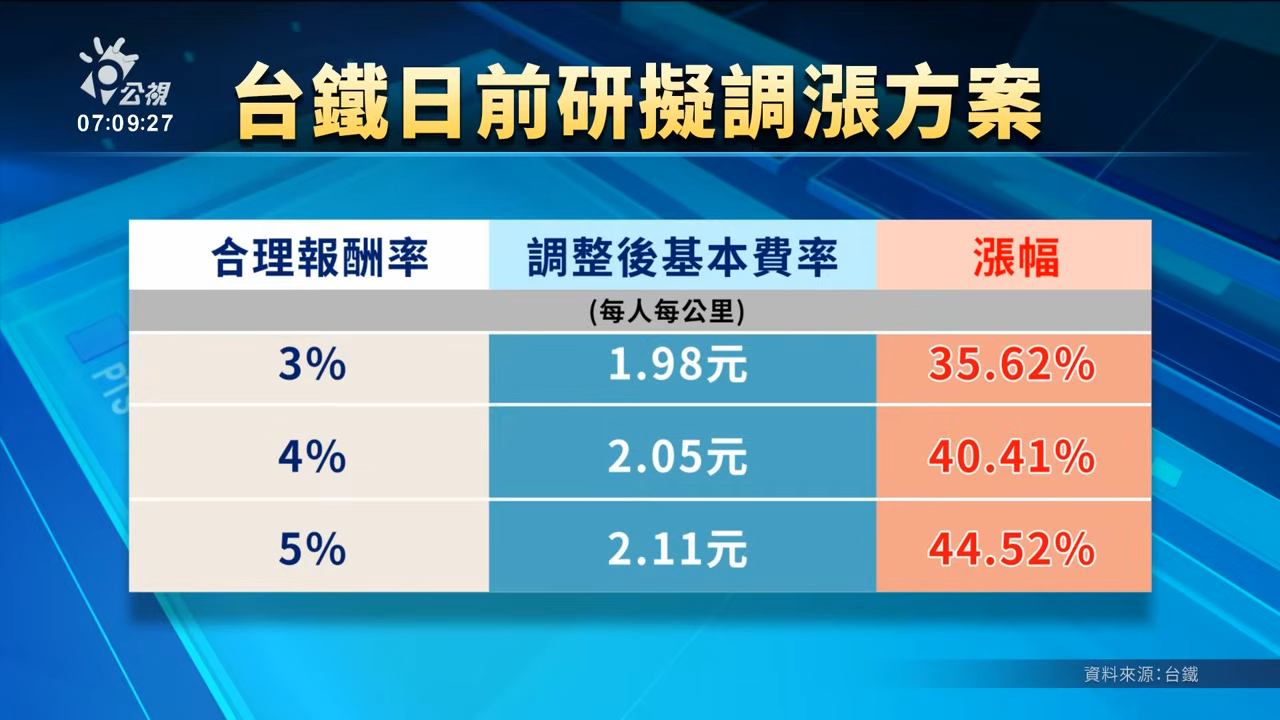 公視
07:09:27
台鐵日前研擬調漲方案
合理報酬率 調整後基本費率 漲幅
(每人每公里)
3% 1.98元 35.62%
4% 2.05元 40.41%
5% 2.11元 44.52%
PTS
資料來源:台鐵